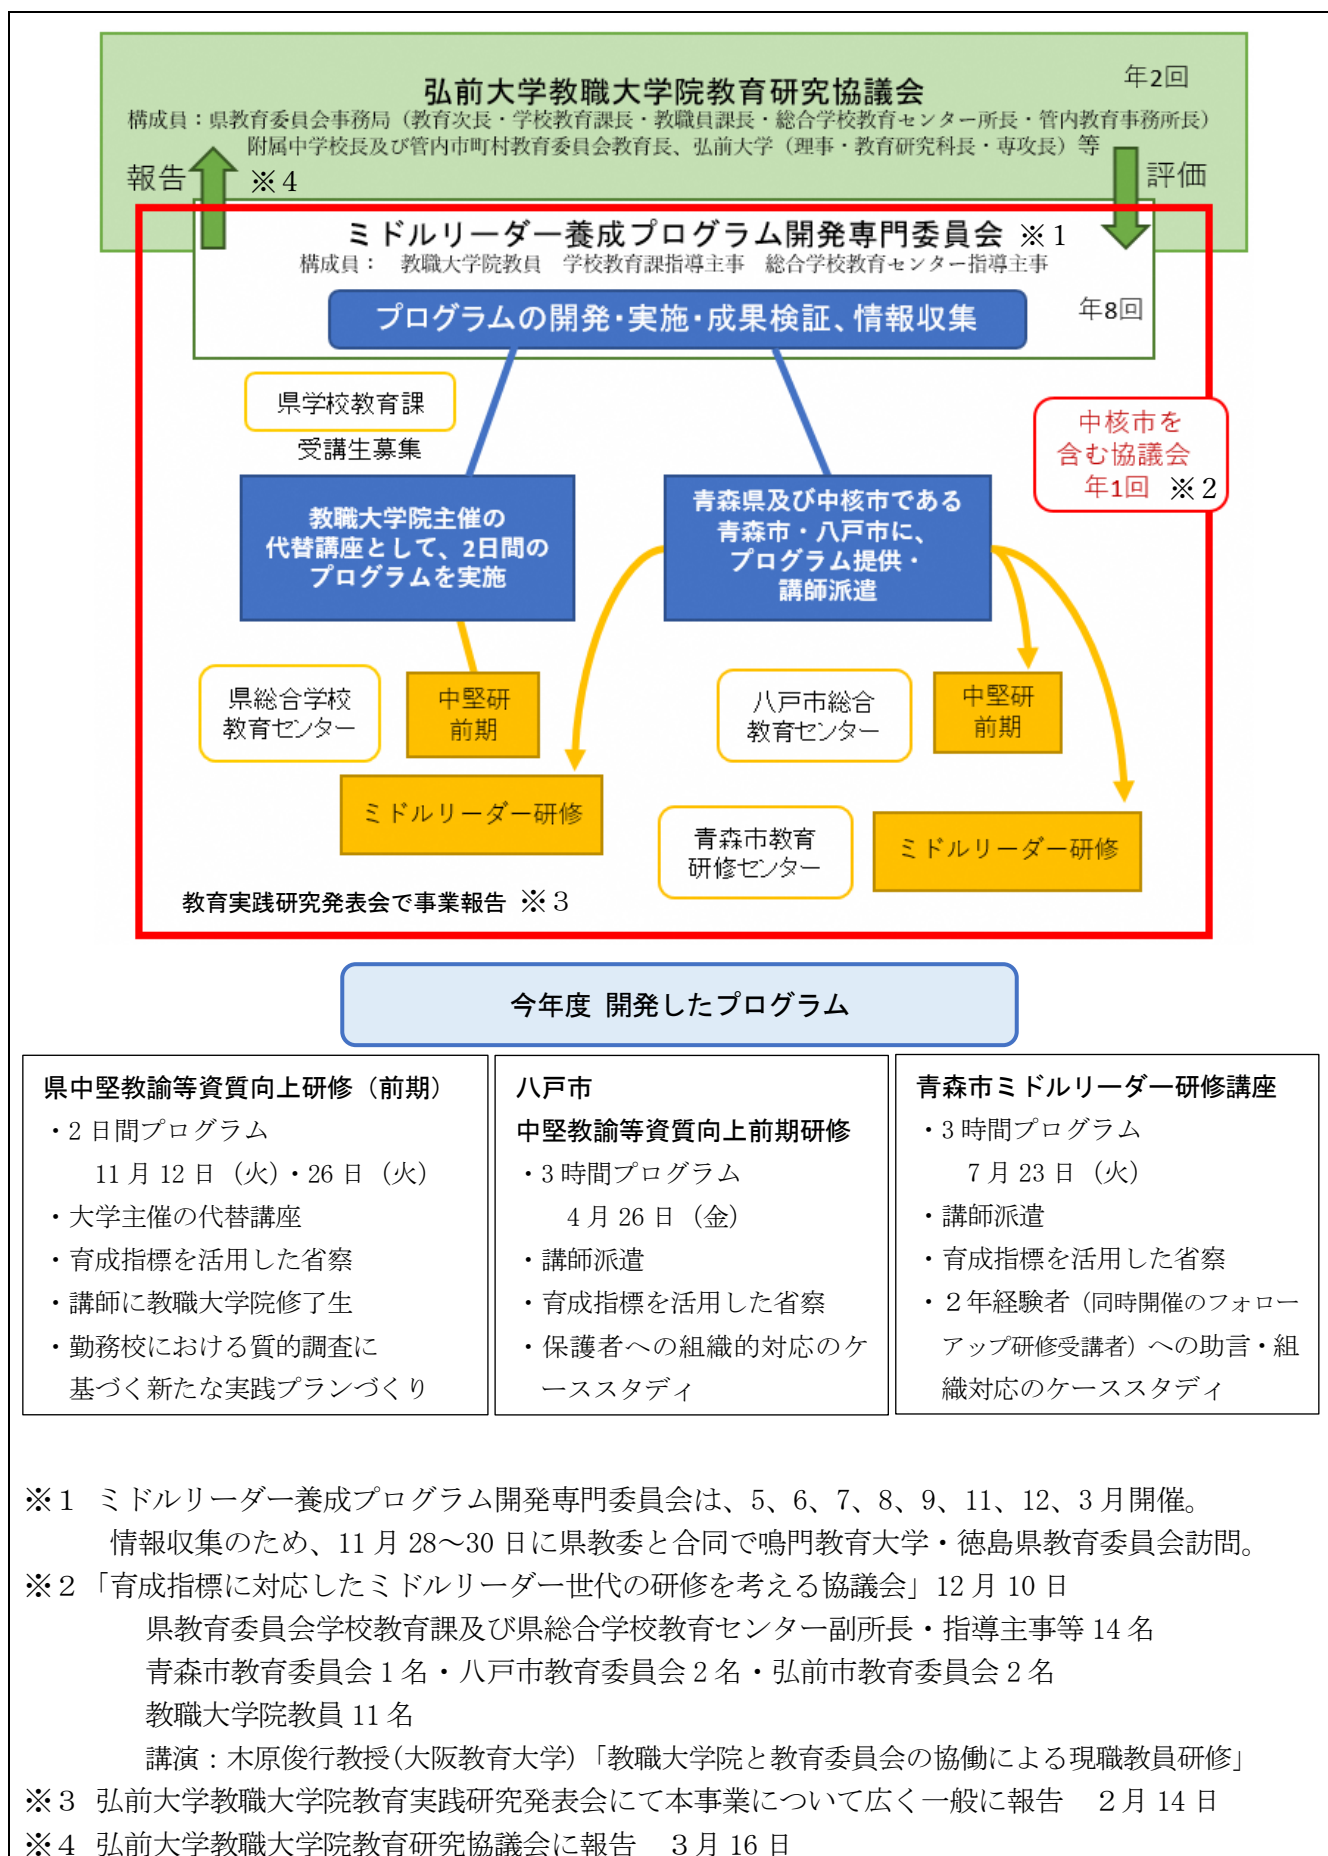 弘前大学教職大学院教育研究協議会
年2回
構成員：県教育委員会事務局（教育次長・学校教育課長・教職員課長・総合学校教育センター所長・管内教育事務所長）
附属中学校長及び管内市町村教育委員会教育長、弘前大学（理事・教育研究科長・専攻長）等
報告
※４
評価
ミドルリーダー養成プログラム開発専門委員会 ※１
構成員：　教職大学院教員　学校教育課指導主事　総合学校教育センター指導主事
プログラムの開発・実施・成果検証、情報収集
年8回
県学校教育課
受講生募集
中核市を
含む協議会
年1回 ※２
教職大学院主催の
代替講座として、2日間の
プログラムを実施
青森県及び中核市である
青森市・八戸市に、
プログラム提供・
講師派遣
県総合学校
教育センター
中堅研
前期
八戸市総合
教育センター
中堅研
前期
ミドルリーダー研修
青森市教育
研修センター
ミドルリーダー研修
教育実践研究発表会で事業報告 ※３
今年度 開発したプログラム
県中堅教諭等資質向上研修（前期）
・2 日間プログラム
11 月 12 日（火）・26 日（火）
・大学主催の代替講座
・育成指標を活用した省察
・講師に教職大学院修了生
・勤務校における質的調査に
基づく新たな実践プランづくり
八戸市
中堅教諭等資質向上前期研修
・3 時間プログラム
4 月 26 日（金）
・講師派遣
・育成指標を活用した省察
・保護者への組織的対応のケ
ーススタディ
青森市ミドルリーダー研修講座
・3 時間プログラム
7 月 23 日（火）
・講師派遣
・育成指標を活用した省察
・２年経験者（同時開催のフォロー
アップ研修受講者）への助言・組
織対応のケーススタディ
※１ ミドルリーダー養成プログラム開発専門委員会は、5、6、7、8、9、11、12、3 月開催。
情報収集のため、11 月 28～30 日に県教委と合同で鳴門教育大学・徳島県教育委員会訪問。
※２「育成指標に対応したミドルリーダー世代の研修を考える協議会」12 月 10 日
県教育委員会学校教育課及び県総合学校教育センター副所長・指導主事等 14 名
青森市教育委員会 1 名・八戸市教育委員会 2 名・弘前市教育委員会 2 名
教職大学院教員 11 名
講演：木原俊行教授(大阪教育大学)「教職大学院と教育委員会の協働による現職教員研修」
※３ 弘前大学教職大学院教育実践研究発表会にて本事業について広く一般に報告　２月 14 日
※４ 弘前大学教職大学院教育研究協議会に報告　３月 16 日